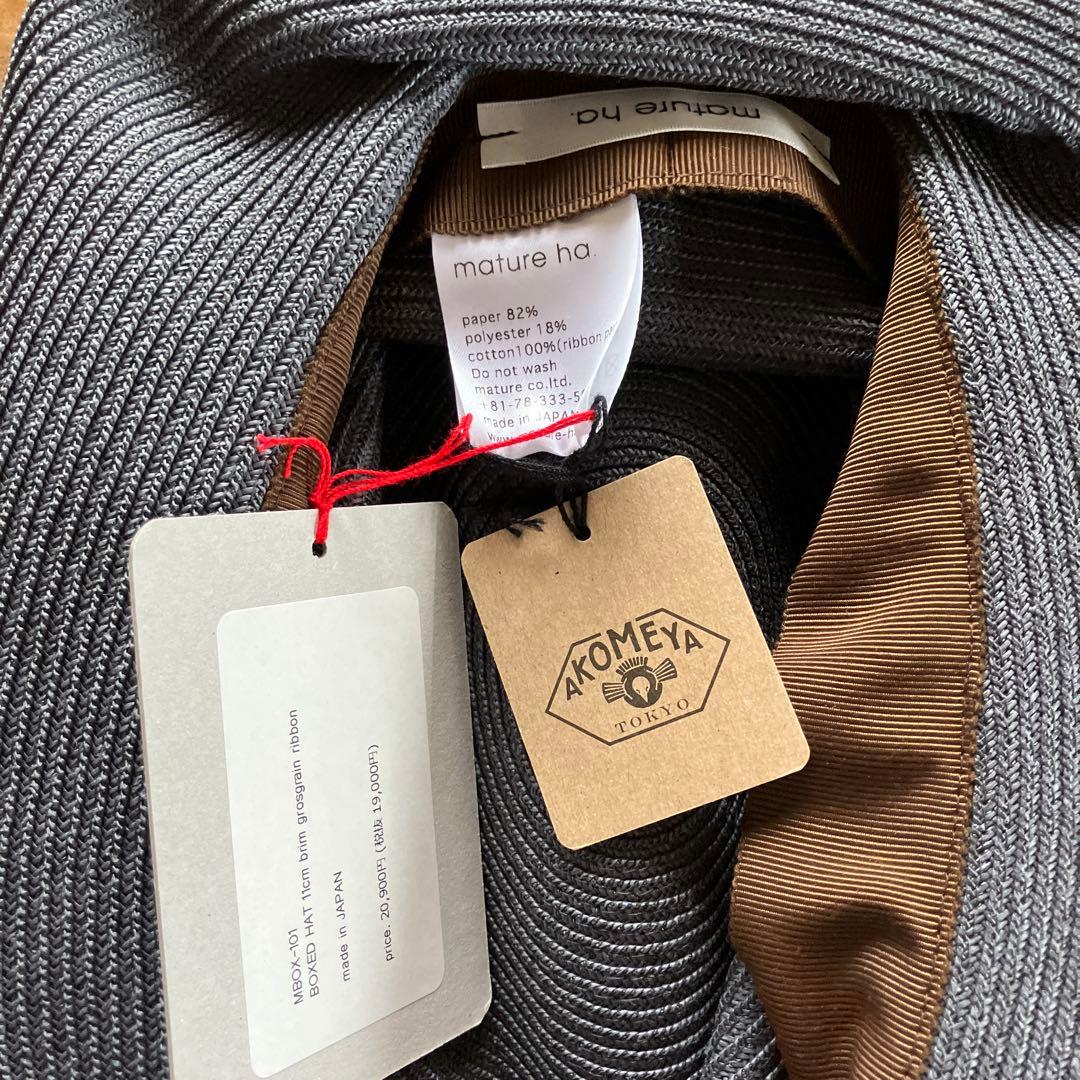 mature ha.
mature ha.
paper 82%
polyester 18%
cotton100%(ribbon
Do not wash
mature co.ltd.
+81-78-333-5
made in JAPAN
AKOMEYA
TOKYO
MBOX-101
BOXED HAT 11cm brim grosgrain ribbon
made in JAPAN
price. 20,900円 (税抜 19,000円)